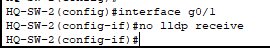 HQ-SW-2(config)#interface g0/1
HQ-SW-2(config-if)#no lldp receive
HQ-SW-2(config-if)#